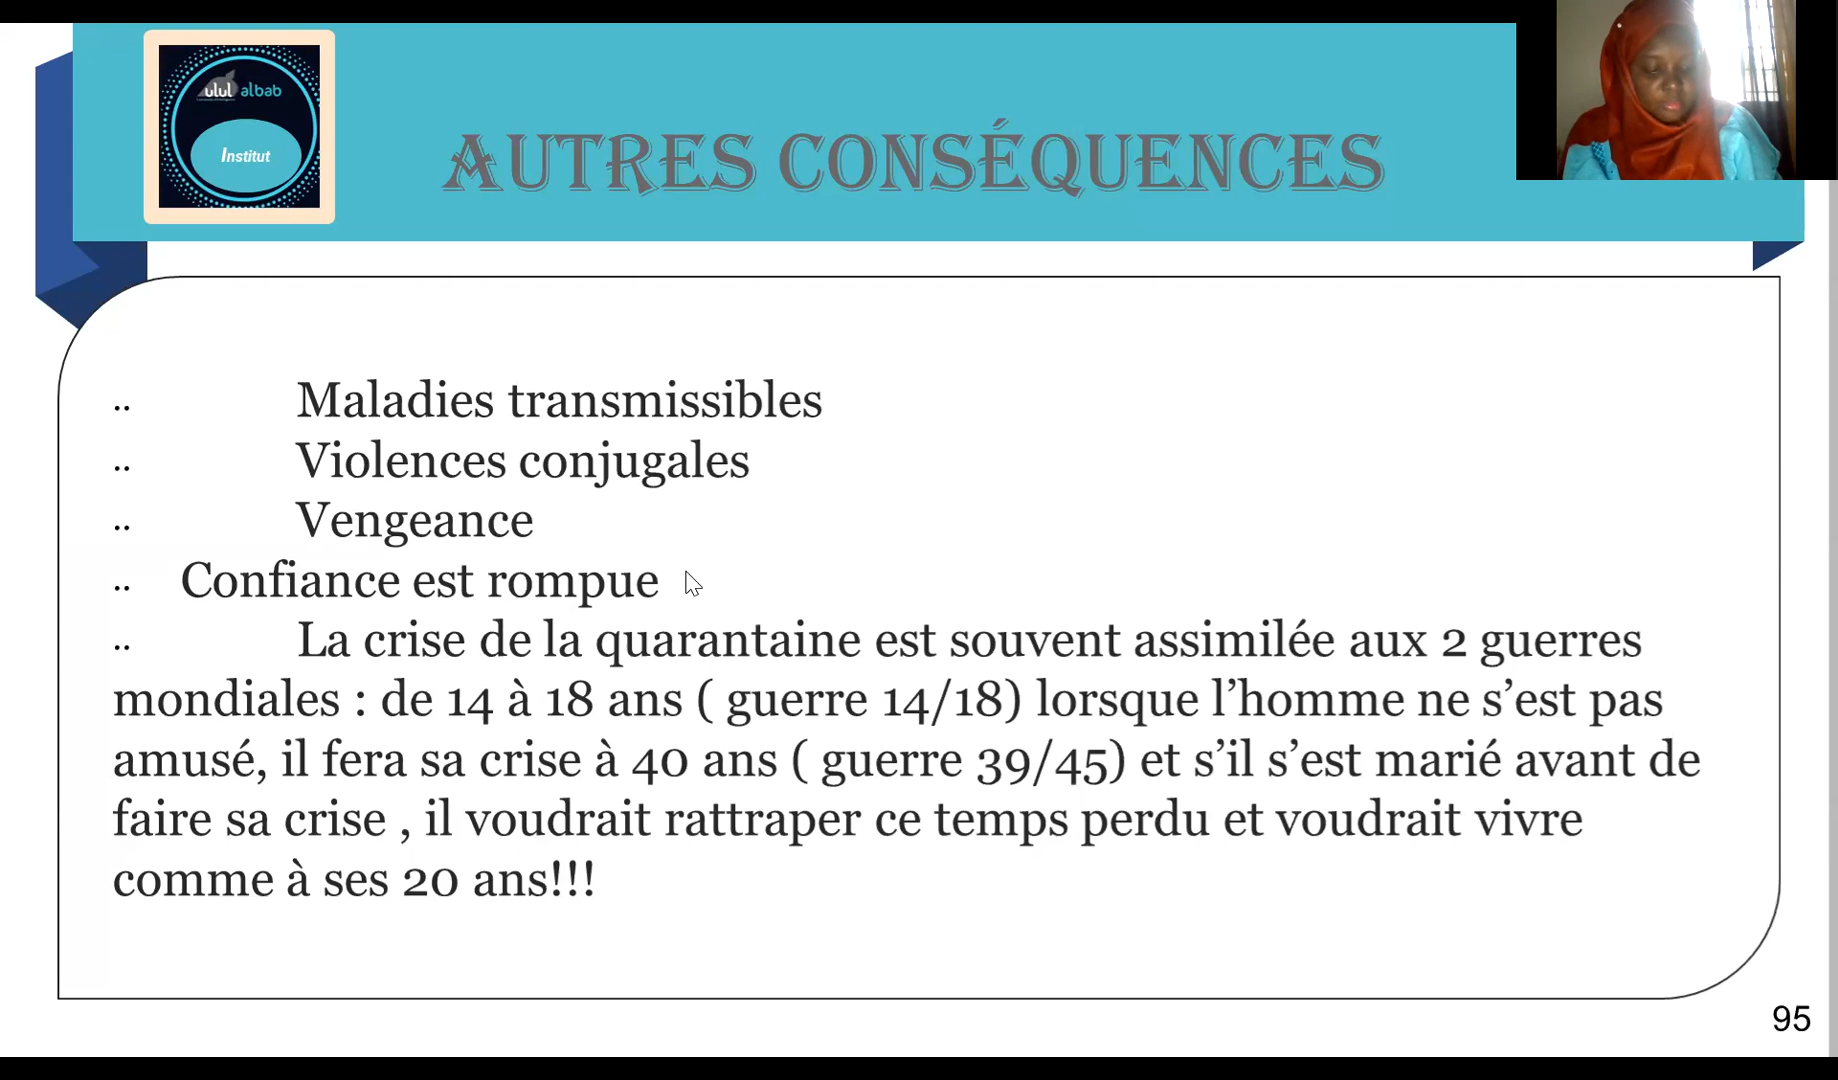 ulul albab
Institut
AUTRES CONSÉQUENCES
.. Maladies transmissibles
.. Violences conjugales
.. Vengeance
.. Confiance est rompue
.. La crise de la quarantaine est souvent assimilée aux 2 guerres
mondiales : de 14 à 18 ans ( guerre 14/18) lorsque l’homme ne s’est pas
amusé, il fera sa crise à 40 ans ( guerre 39/45) et s’il s’est marié avant de
faire sa crise , il voudrait rattraper ce temps perdu et voudrait vivre
comme à ses 20 ans!!!
95